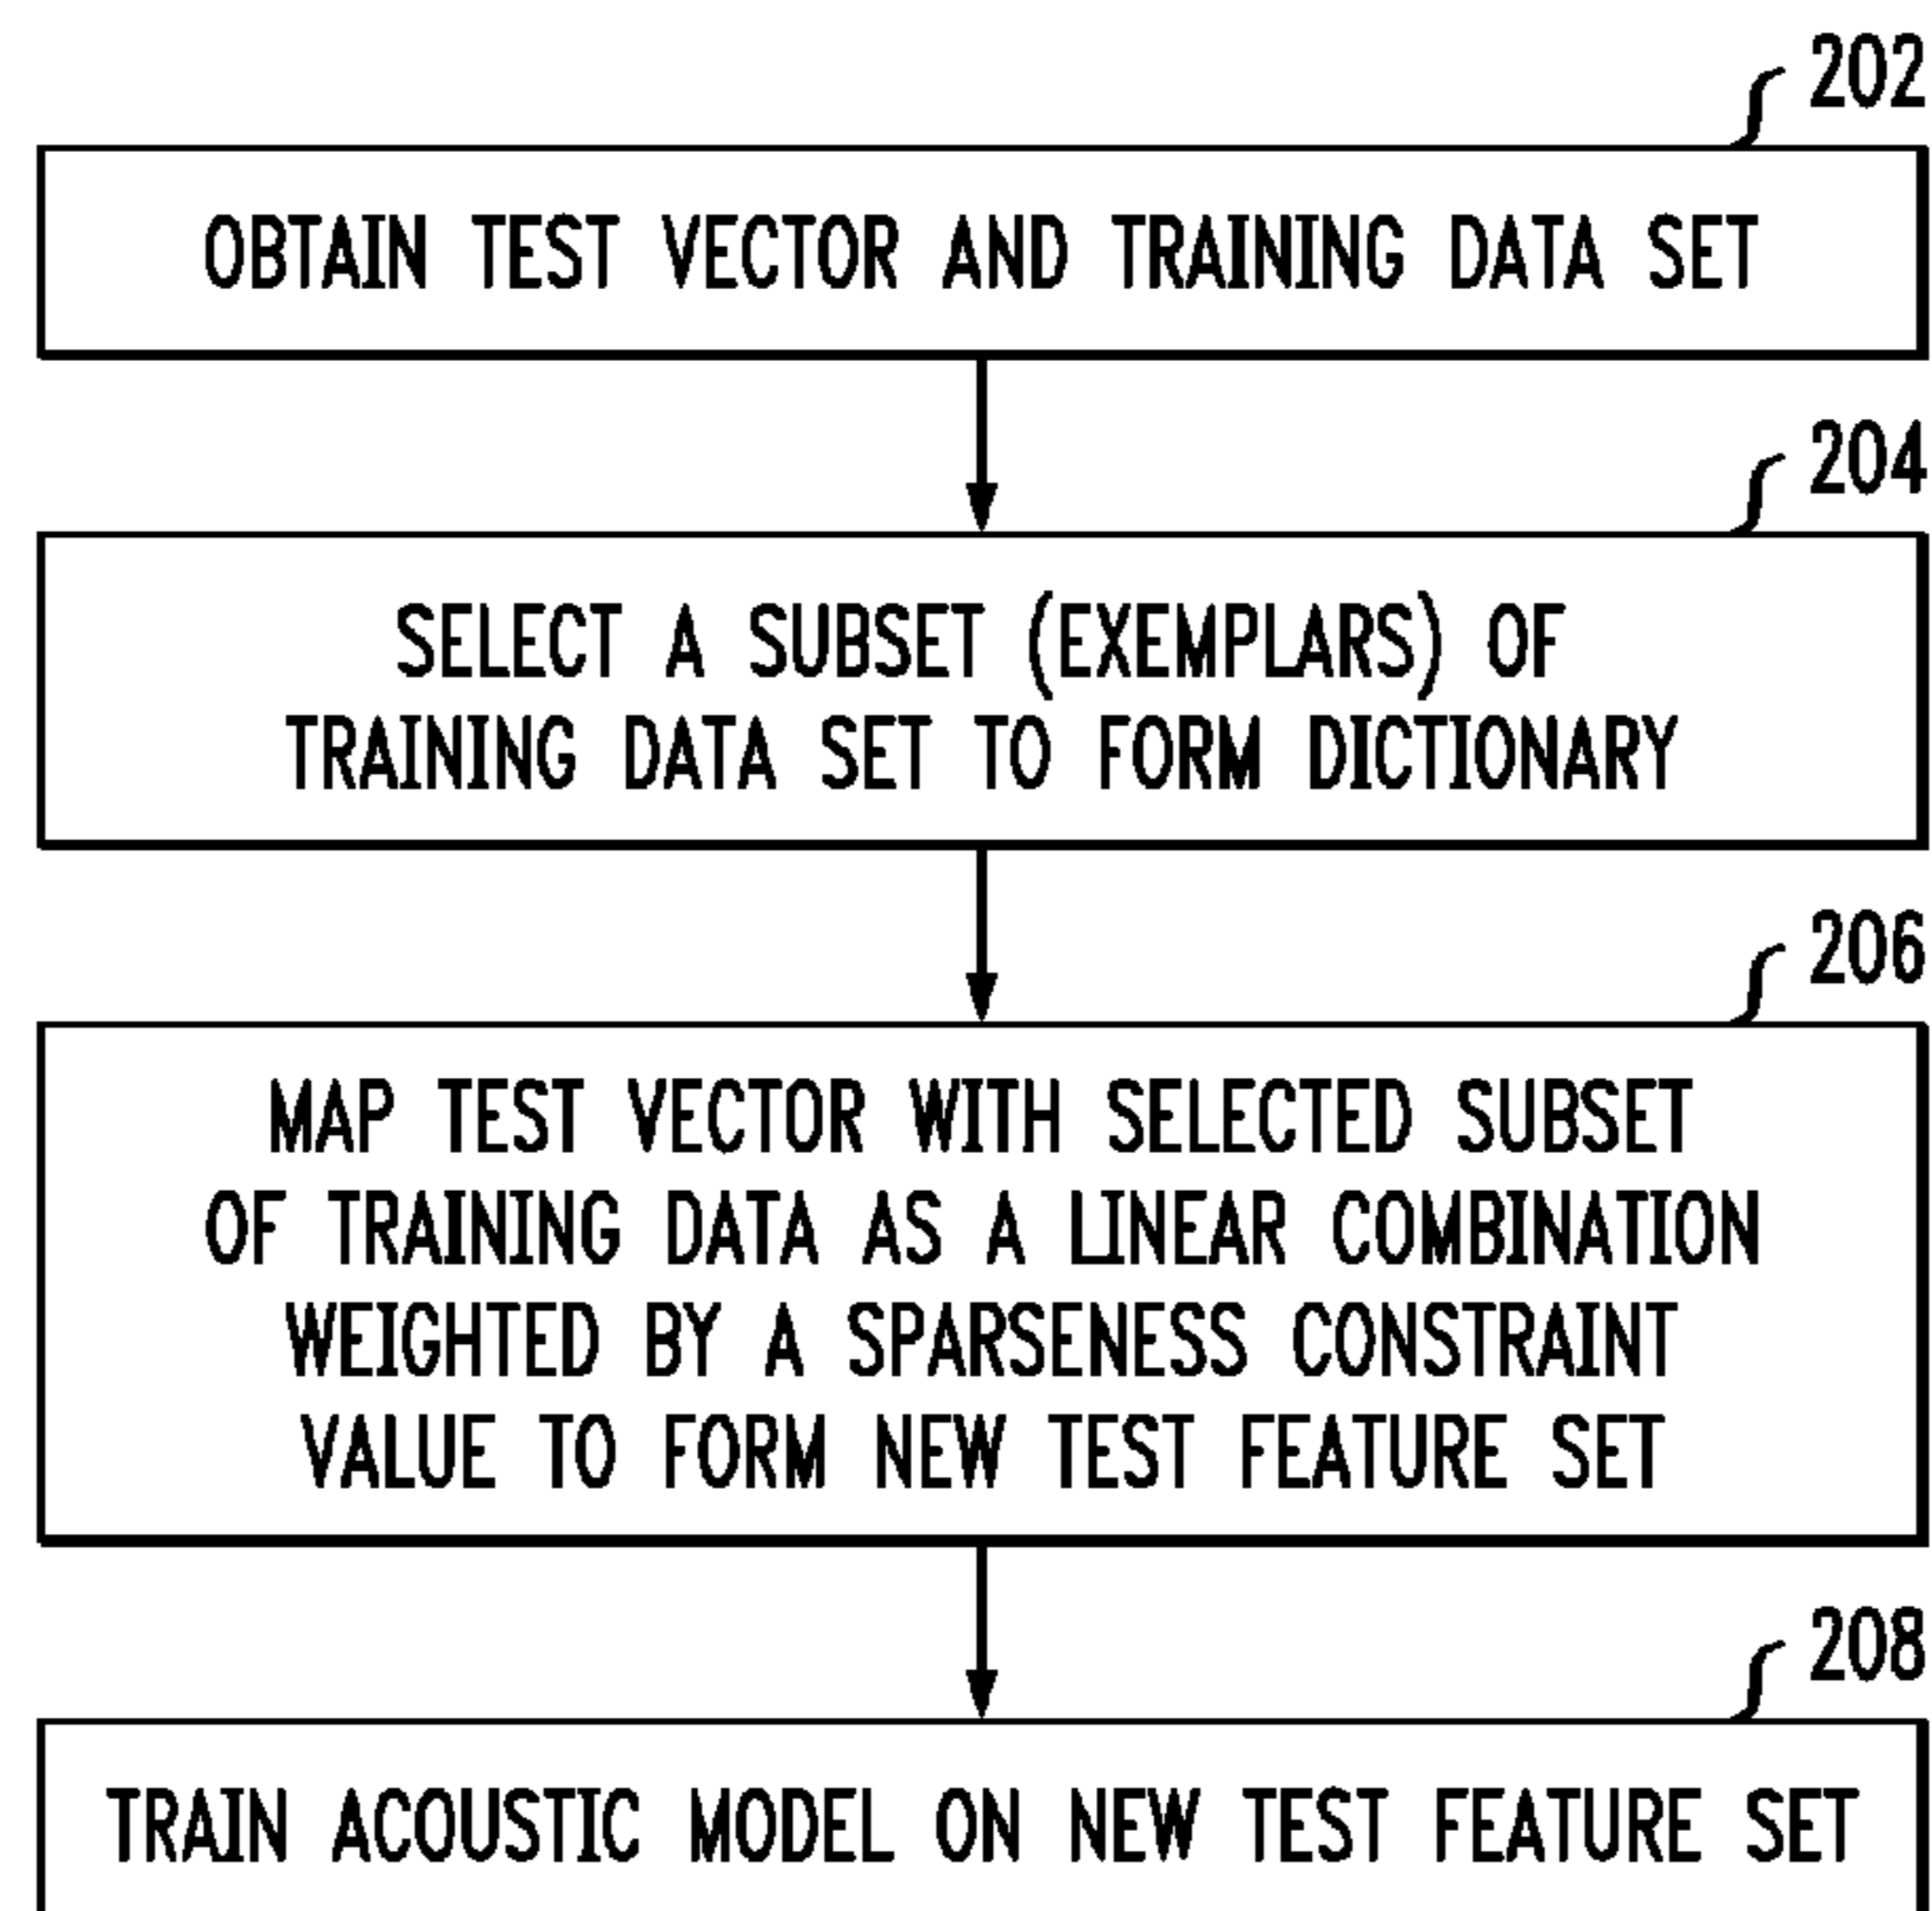 202
OBTAIN TEST VECTOR AND TRAINING DATA SET
204
SELECT A SUBSET (EXEMPLARS) OF
TRAINING DATA SET TO FORM DICTIONARY
206
MAP TEST VECTOR WITH SELECTED SUBSET
OF TRAINING DATA AS A LINEAR COMBINATION
WEIGHTED BY A SPARSENESS CONSTRAINT
VALUE TO FORM NEW TEST FEATURE SET
208
TRAIN ACOUSTIC MODEL ON NEW TEST FEATURE SET